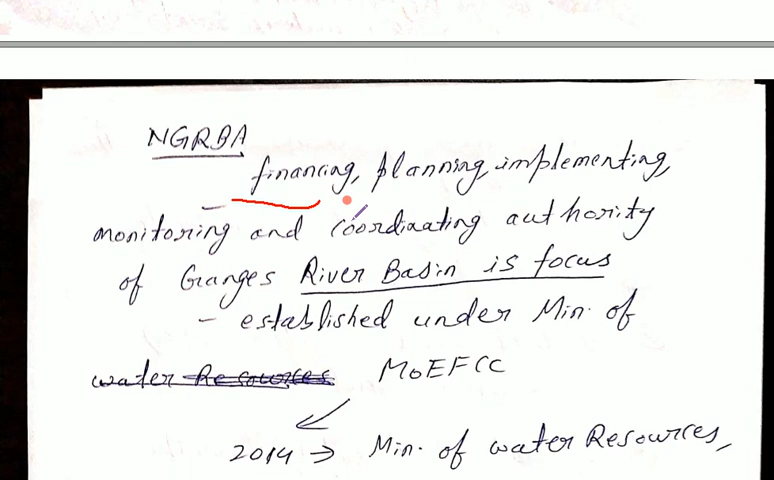 NGRBA
– financing, planning, implementing,
monitoring and coordinating authority
of Ganges River Basin is focus
– established under Min. of
water Resources MoEFCC
2014 → Min. of water Resources,